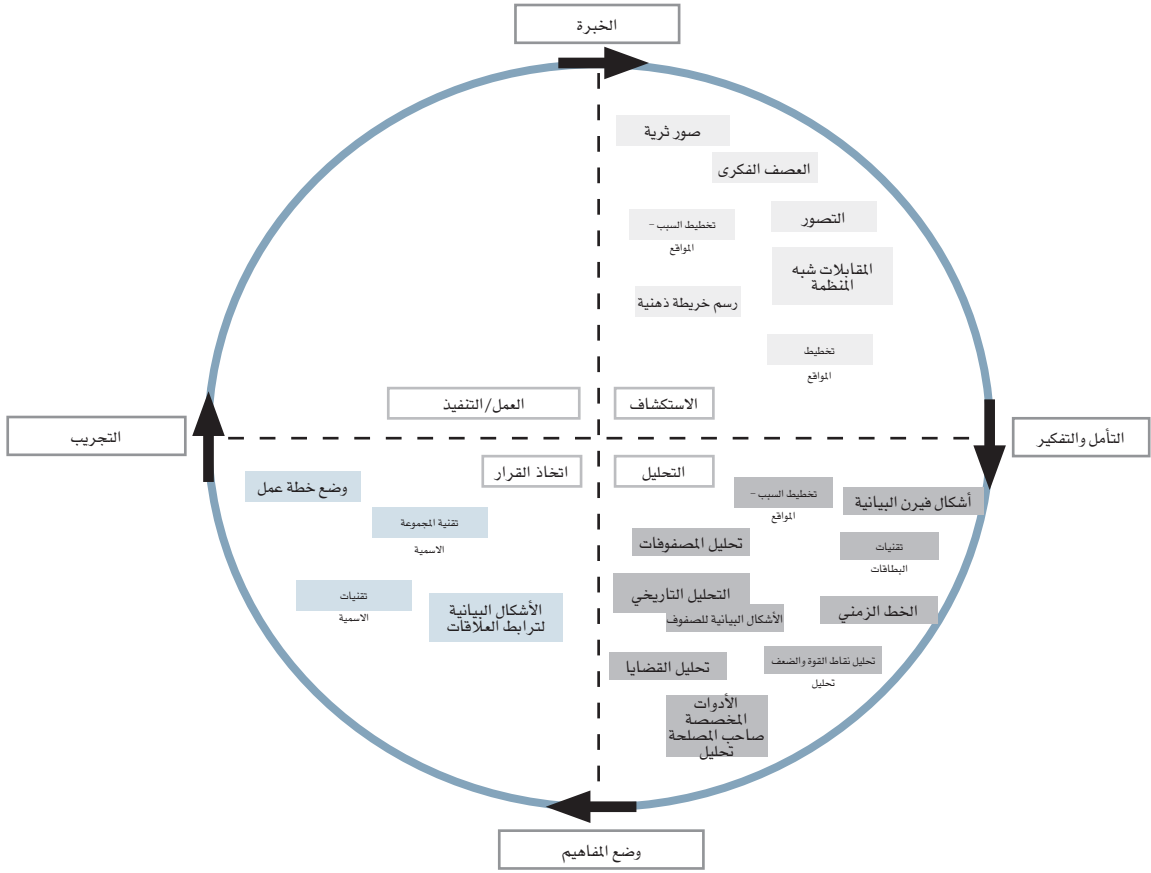 الخبرة
صور ثرية
العصف الفكرى
التصور
تخطيط السبب –
المواقع
المقابلات شبه
المنظمة
رسم خريطة ذهنية
تخطيط
المواقع
الاستكشاف
العمل/التنفيذ
التأمل والتفكير
التجريب
التحليل
اتخاذ القرار
أشكال فيرن البيانية
تخطيط السبب –
المواقع
تحليل المصفوفات
تقنيات
البطاقات
التحليل التاريخي
الأشكال البيانية للصفوف
الخط الزمني
تحليل القضايا
تحليل نقاط القوة والضعف
تحليل
الأدوات
المخصصة
صاحب المصلحة
تحليل
وضع خطة عمل
تقنية المجموعة
الاسمية
تقنيات
الاسمية
الأشكال البيانية
لترابط العلاقات
وضع المفاهيم